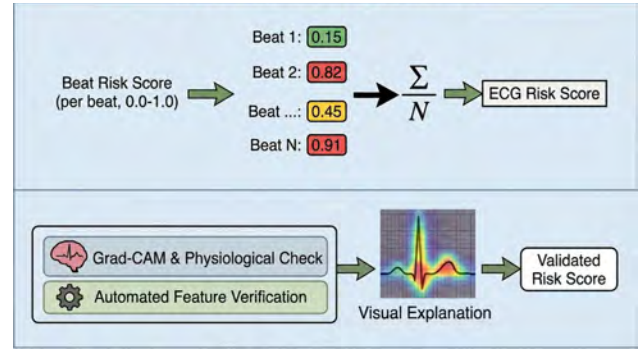 Beat Risk Score
(per beat, 0.0-1.0)
Beat 1: 0.15
Beat 2: 0.82
Beat ...: 0.45
Beat N: 0.91
Σ
N
ECG Risk Score
Grad-CAM & Physiological Check
Automated Feature Verification
Visual Explanation
Validated
Risk Score